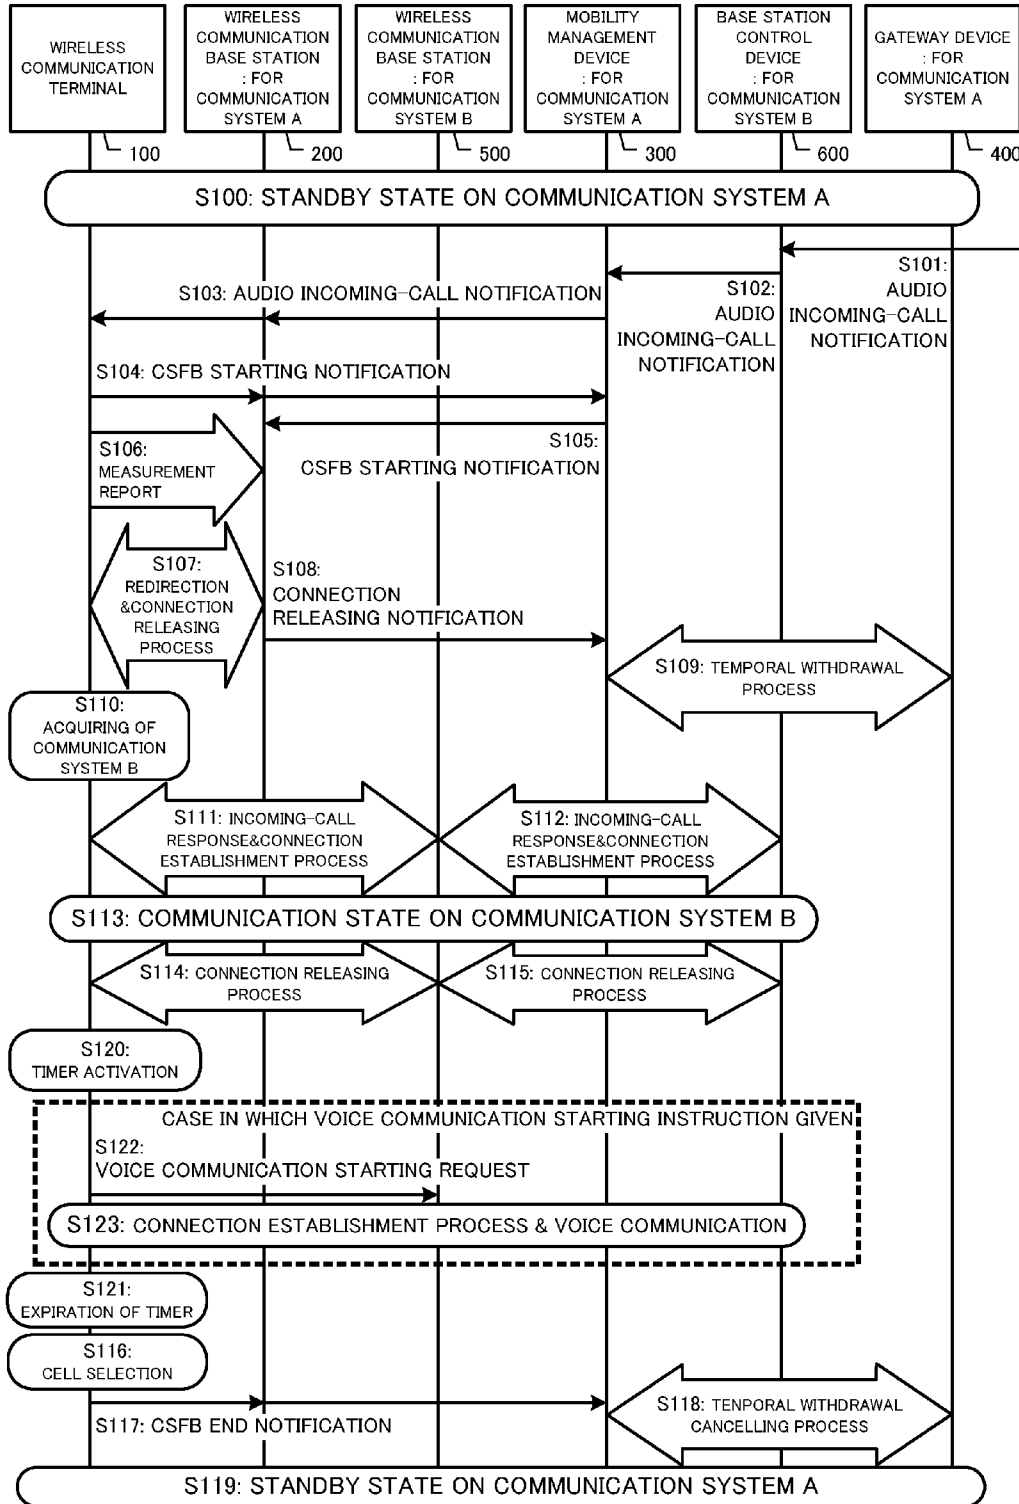 WIRELESS
COMMUNICATION
TERMINAL
WIRELESS
COMMUNICATION
BASE STATION
: FOR
COMMUNICATION
SYSTEM A
WIRELESS
COMMUNICATION
BASE STATION
: FOR
COMMUNICATION
SYSTEM B
MOBILITY
MANAGEMENT
DEVICE
: FOR
COMMUNICATION
SYSTEM A
BASE STATION
CONTROL
DEVICE
: FOR
COMMUNICATION
SYSTEM B
GATEWAY DEVICE
: FOR
COMMUNICATION
SYSTEM A
100
200
500
300
600
400
S100: STANDBY STATE ON COMMUNICATION SYSTEM A
S101:
AUDIO
INCOMING-CALL
NOTIFICATION
S102:
AUDIO
INCOMING-CALL
NOTIFICATION
S103: AUDIO INCOMING-CALL NOTIFICATION
S104: CSFB STARTING NOTIFICATION
S105:
CSFB STARTING NOTIFICATION
S106:
MEASUREMENT
REPORT
S107:
REDIRECTION
&CONNECTION
RELEASING
PROCESS
S108:
CONNECTION
RELEASING NOTIFICATION
S109: TEMPORAL WITHDRAWAL
PROCESS
S110:
ACQUIRING OF
COMMUNICATION
SYSTEM B
S111: INCOMING-CALL
RESPONSE&CONNECTION
ESTABLISHMENT PROCESS
S112: INCOMING-CALL
RESPONSE&CONNECTION
ESTABLISHMENT PROCESS
S113: COMMUNICATION STATE ON COMMUNICATION SYSTEM B
S114: CONNECTION RELEASING
PROCESS
S115: CONNECTION RELEASING
PROCESS
S120:
TIMER ACTIVATION
CASE IN WHICH VOICE COMMUNICATION STARTING INSTRUCTION GIVEN
S122:
VOICE COMMUNICATION STARTING REQUEST
S123: CONNECTION ESTABLISHMENT PROCESS & VOICE COMMUNICATION
S121:
EXPIRATION OF TIMER
S116:
CELL SELECTION
S117: CSFB END NOTIFICATION
S118: TENPORAL WITHDRAWAL
CANCELLING PROCESS
S119: STANDBY STATE ON COMMUNICATION SYSTEM A